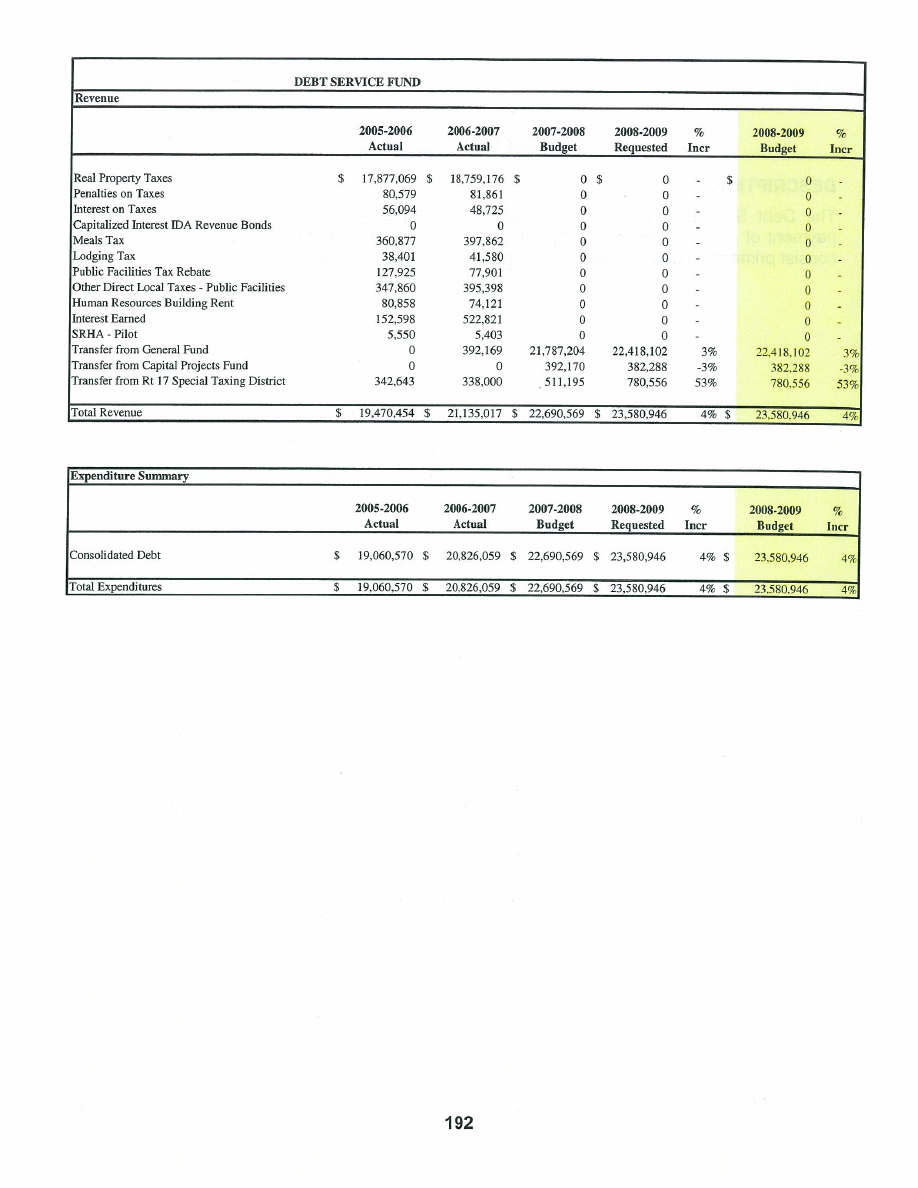 DEBT SERVICE FUND
Revenue
2005-2006 2006-2007 2007-2008 2008-2009 % 2008-2009 %
Actual Actual Budget Requested Incr Budget Incr
Real Property Taxes $ 17,877,069 $ 18,759,176 $ 0 $ 0 - $ 0 -
Penalties on Taxes 80,579 81,861 0 0 - 0 -
Interest on Taxes 56,094 48,725 0 0 - 0 -
Capitalized Interest IDA Revenue Bonds 0 0 0 0 - 0 -
Meals Tax 360,877 397,862 0 0 - 0 -
Lodging Tax 38,401 41,580 0 0 - 0 -
Public Facilities Tax Rebate 127,925 77,901 0 0 - 0 -
Other Direct Local Taxes - Public Facilities 347,860 395,398 0 0 - 0 -
Human Resources Building Rent 80,858 74,121 0 0 - 0 -
Interest Earned 152,598 522,821 0 0 - 0 -
SRHA - Pilot 5,550 5,403 0 0 - 0 -
Transfer from General Fund 0 392,169 21,787,204 22,418,102 3% 22,418,102 3%
Transfer from Capital Projects Fund 0 0 392,170 382,288 -3% 382,288 -3%
Transfer from Rt 17 Special Taxing District 342,643 338,000 511,195 780,556 53% 780,556 53%
Total Revenue $ 19,470,454 $ 21,135,017 $ 22,690,569 $ 23,580,946 4% $ 23,580,946 4%
Expenditure Summary
2005-2006 2006-2007 2007-2008 2008-2009 % 2008-2009 %
Actual Actual Budget Requested Incr Budget Incr
Consolidated Debt $ 19,060,570 $ 20,826,059 $ 22,690,569 $ 23,580,946 4% $ 23,580,946 4%
Total Expenditures $ 19,060,570 $ 20,826,059 $ 22,690,569 $ 23,580,946 4% $ 23,580,946 4%
192